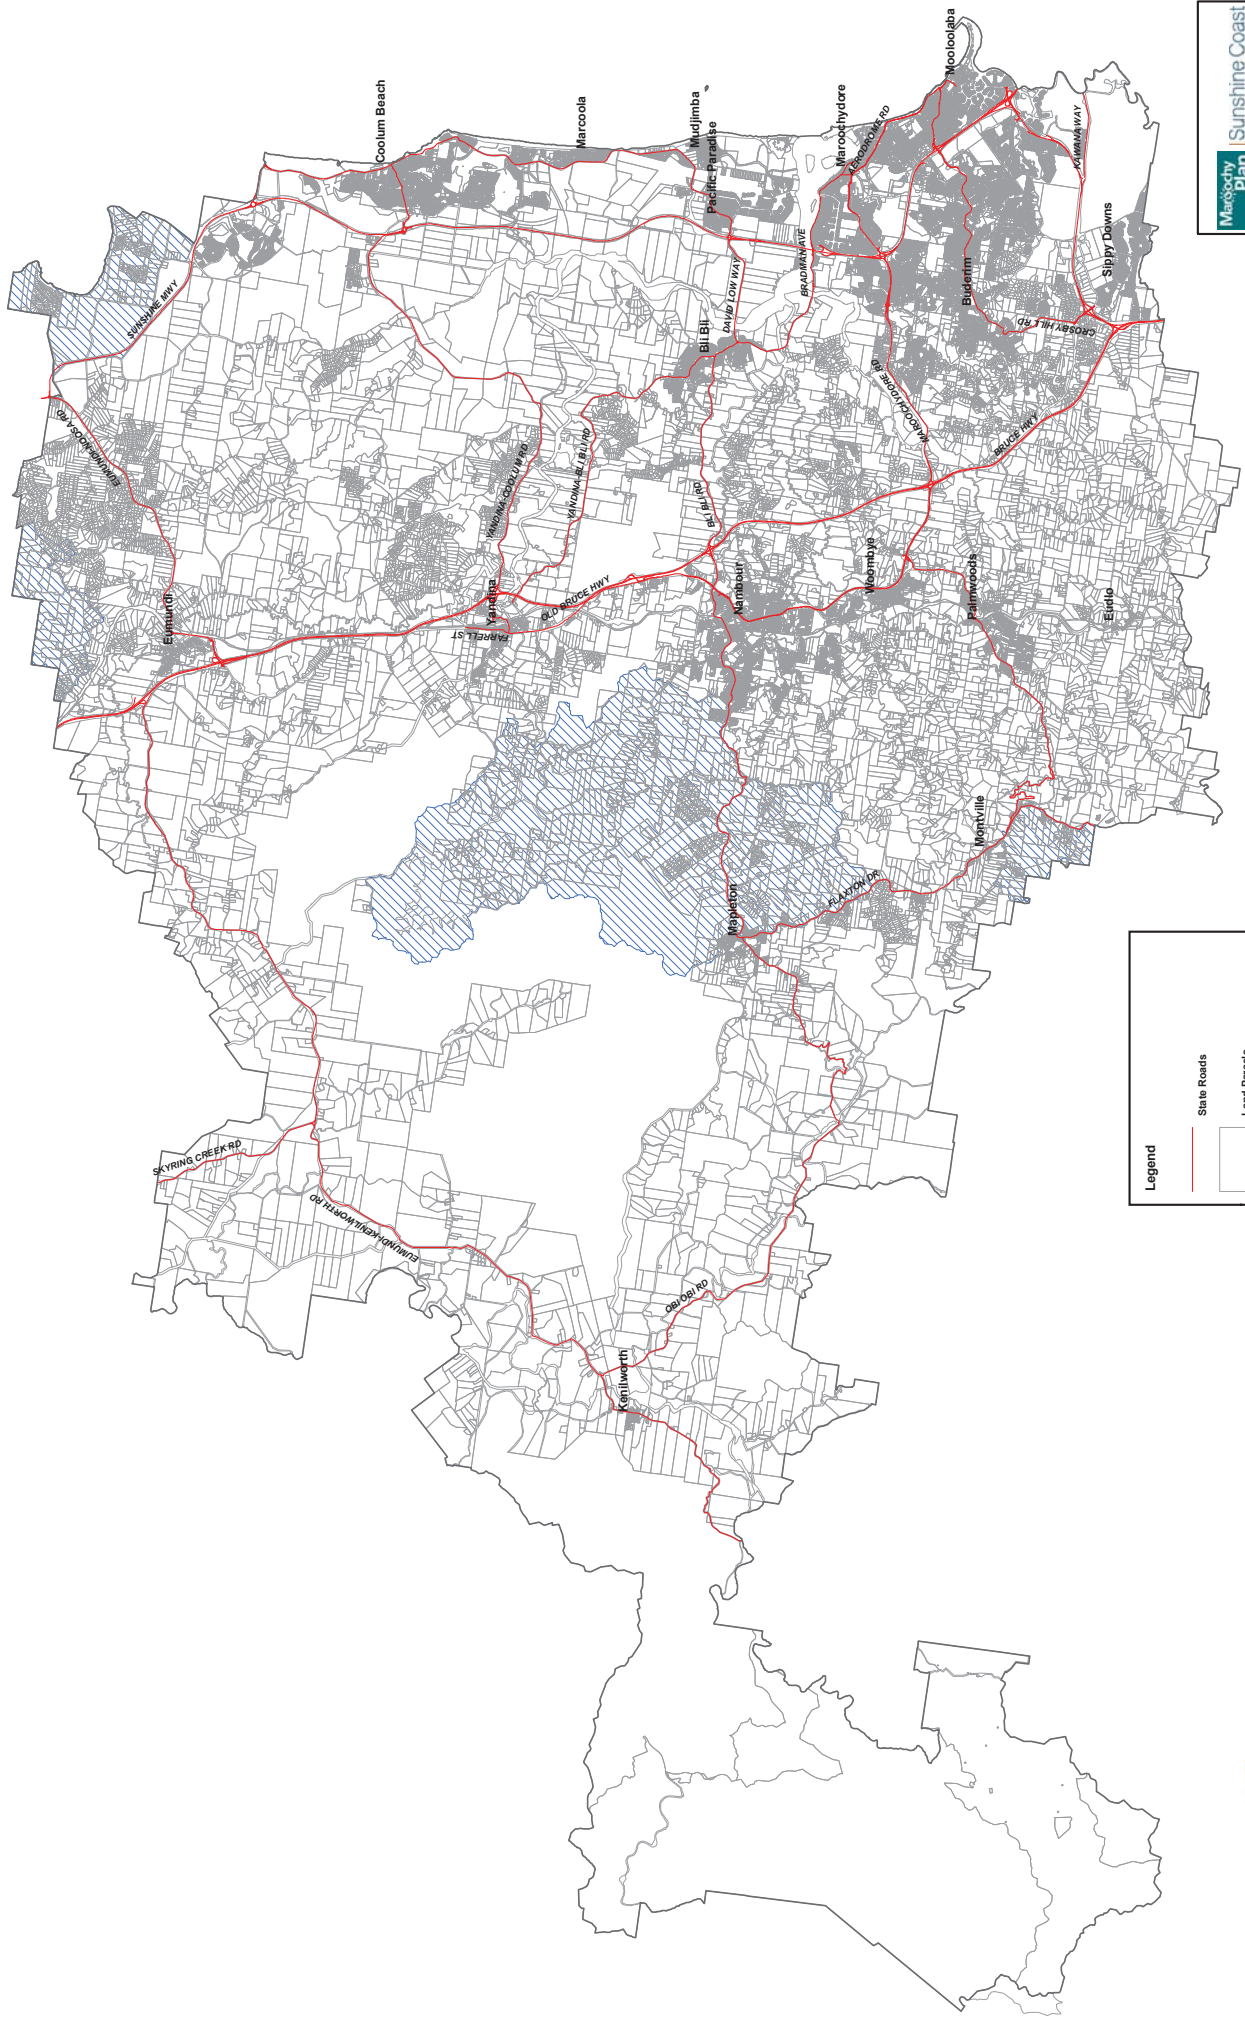 Coolum Beach
Marcoola
Mudjimba
Pacific Paradise
Maroochydore
AERODROME RD
Mooloolaba
KAWANA WAY
Sippy Downs
Buderim
CROSBY HILL RD
BRADMAN AVE
DAVID LOW WAY
Bli Bli
SUNSHINE MWY
EUMUNDI-NOOSA RD
YANDINA-COOLUM RD
YANDINA-BLI BLI RD
BLI BLI RD
MAROOCHYDORE RD
BRUCE HWY
Eumundi
Yandina
FARRELL ST
OLD BRUCE HWY
Nambour
Woombye
Palmwoods
Eudlo
Montville
FLAXTON DR
Mapleton
SKYRING CREEK RD
EUMUNDI-KENILWORTH RD
OBI OBI RD
Kenilworth
Legend
State Roads
Land Parcels
Maroochy
Plan
Sunshine Coast